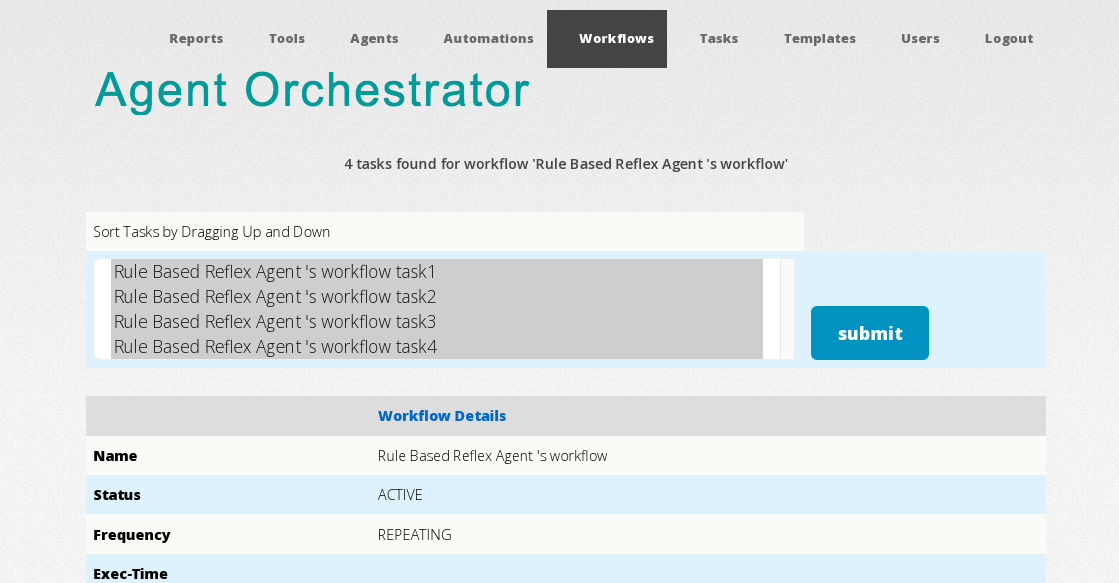 Reports Tools Agents Automations Workflows Tasks Templates Users Logout
Agent Orchestrator
4 tasks found for workflow 'Rule Based Reflex Agent 's workflow'
Sort Tasks by Dragging Up and Down
Rule Based Reflex Agent 's workflow task1
Rule Based Reflex Agent 's workflow task2
Rule Based Reflex Agent 's workflow task3
Rule Based Reflex Agent 's workflow task4
submit
Workflow Details
Name Rule Based Reflex Agent 's workflow
Status ACTIVE
Frequency REPEATING
Exec-Time